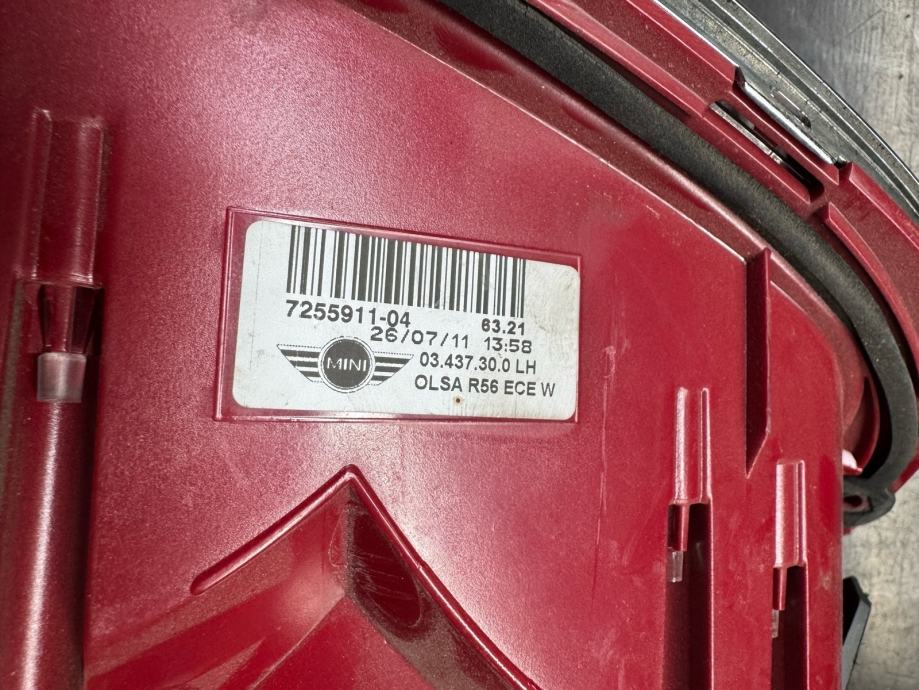 7255911-04 63.21
26/07/11 13:58
MINI 03.437.30.0 LH
OLSA R56 ECE W